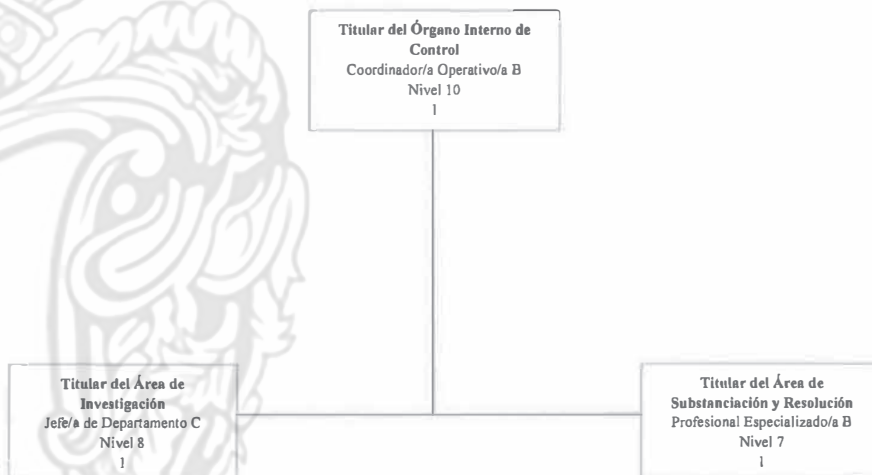 Titular del Órgano Interno de
Control
Coordinador/a Operativo/a B
Nivel 10
1
Titular del Área de
Investigación
Jefe/a de Departamento C
Nivel 8
1
Titular del Área de
Substanciación y Resolución
Profesional Especializado/a B
Nivel 7
1